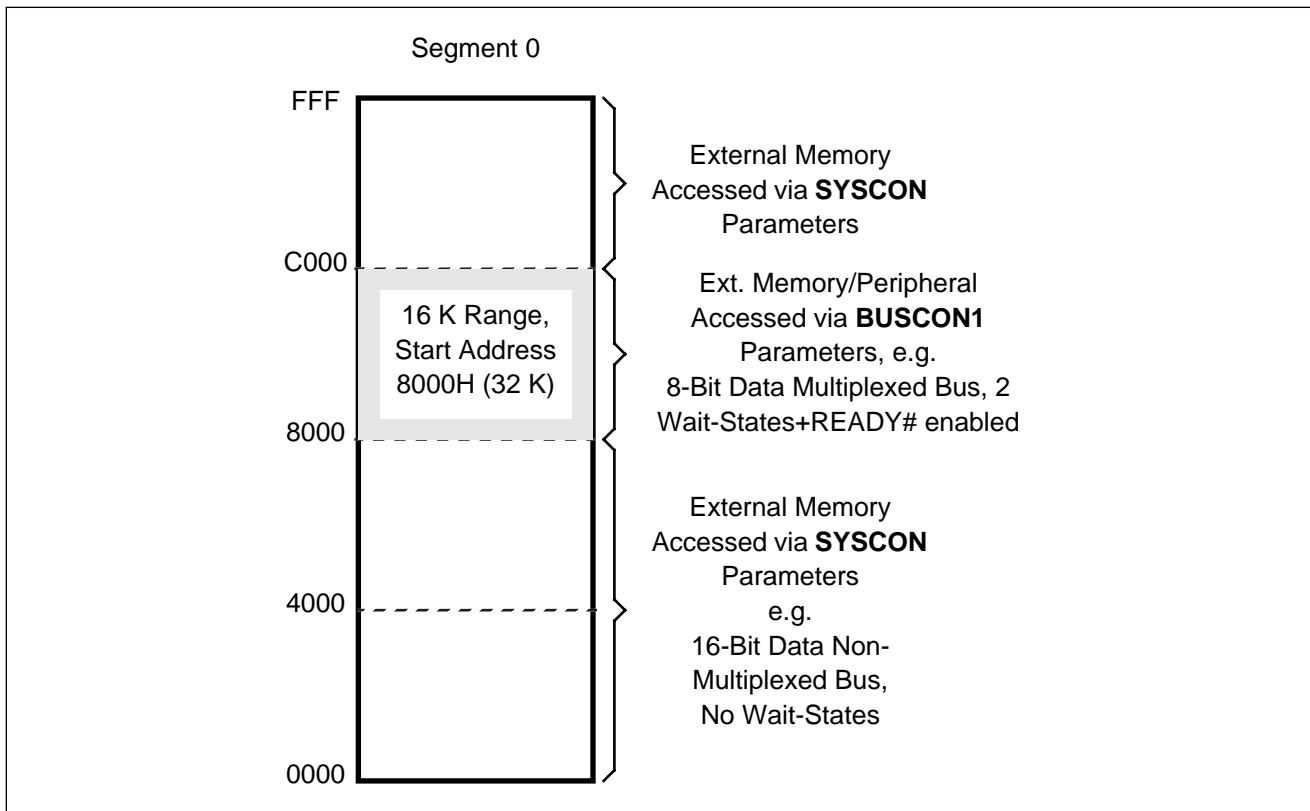 Segment 0
FFF
External Memory
Accessed via SYSCON
Parameters
C000
16 K Range,
Start Address
8000H (32 K)
Ext. Memory/Peripheral
Accessed via BUSCON1
Parameters, e.g.
8-Bit Data Multiplexed Bus, 2
Wait-States+READY# enabled
8000
External Memory
Accessed via SYSCON
Parameters
e.g.
16-Bit Data Non-
Multiplexed Bus,
No Wait-States
4000
0000